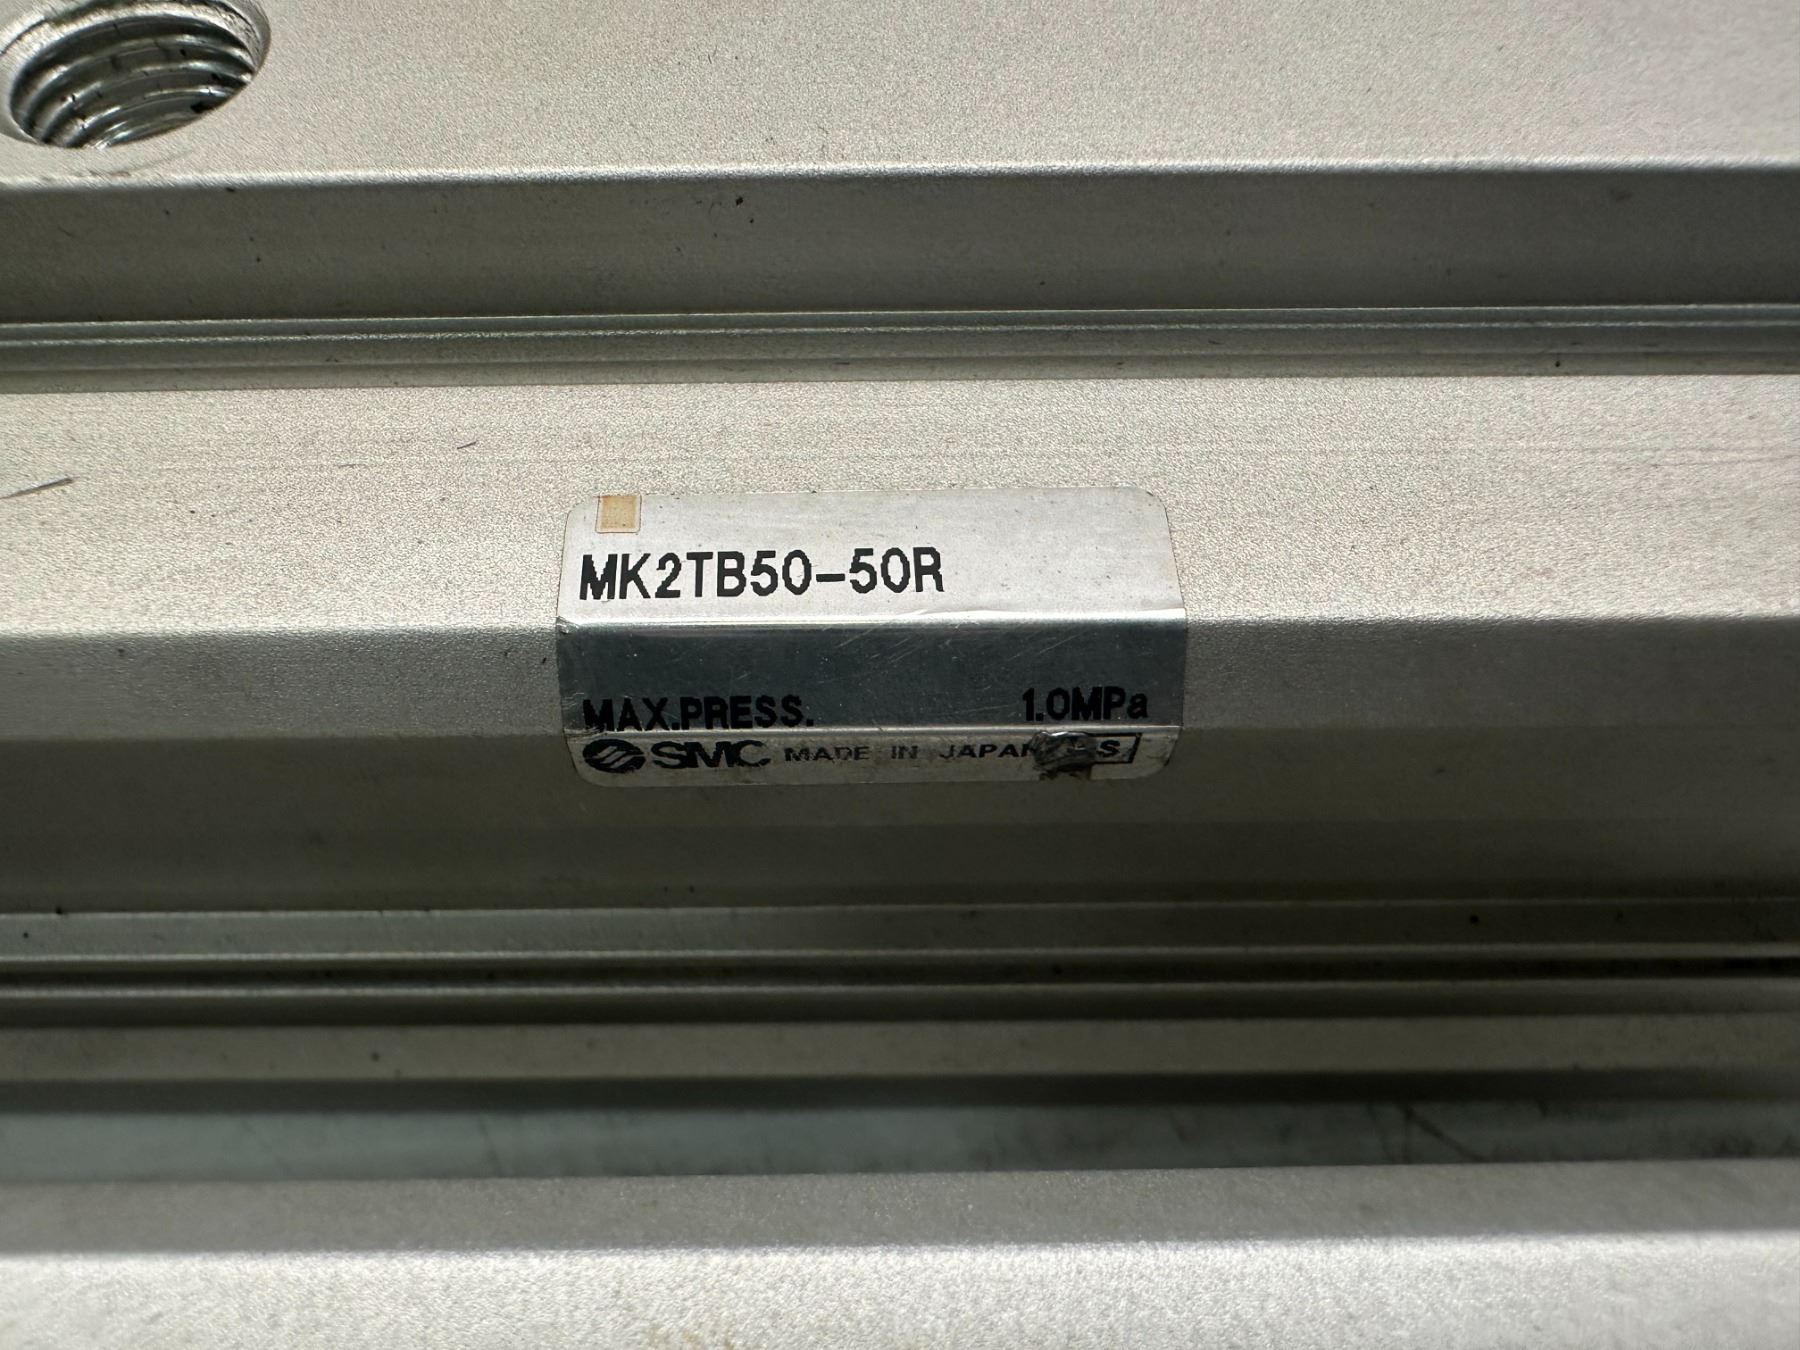 MK2TB50-50R
MAX.PRESS. 1.0MPa
SMC MADE IN JAPAN